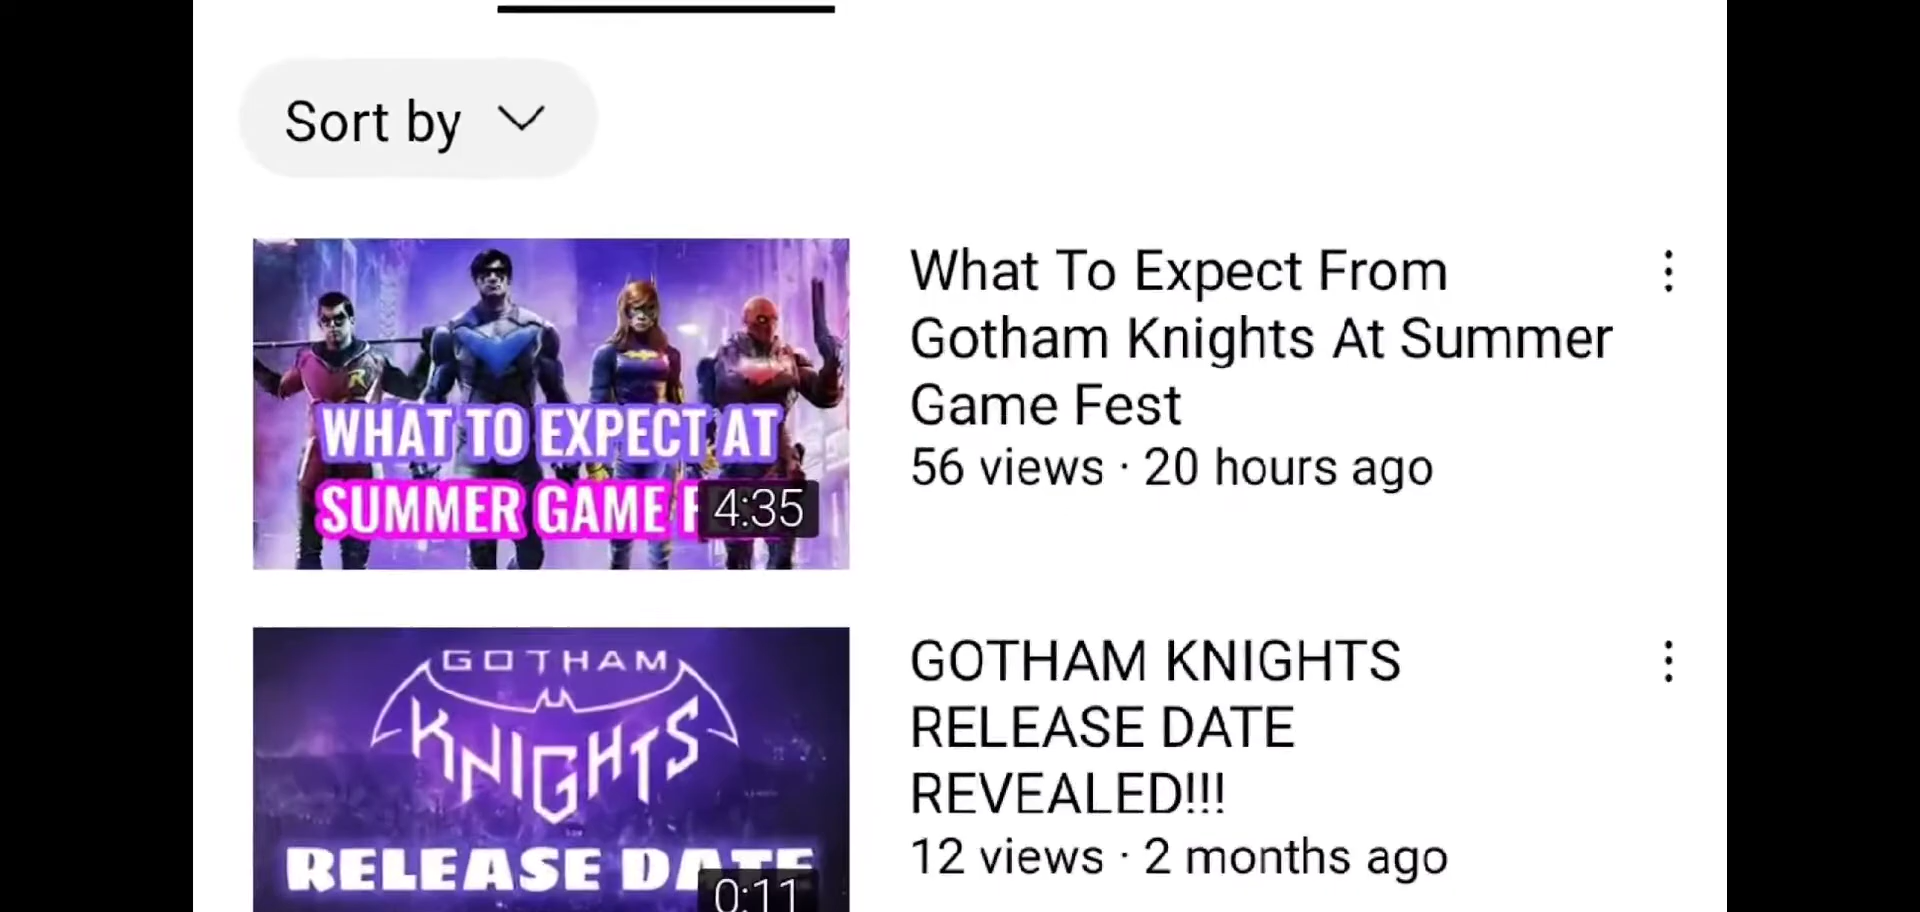 Sort by
WHAT TO EXPECT AT
SUMMER GAME
4:35
What To Expect From
Gotham Knights At Summer
Game Fest
56 views · 20 hours ago
GOTHAM
KNIGHTS
RELEASE DATE
0:11
GOTHAM KNIGHTS
RELEASE DATE
REVEALED!!!
12 views · 2 months ago